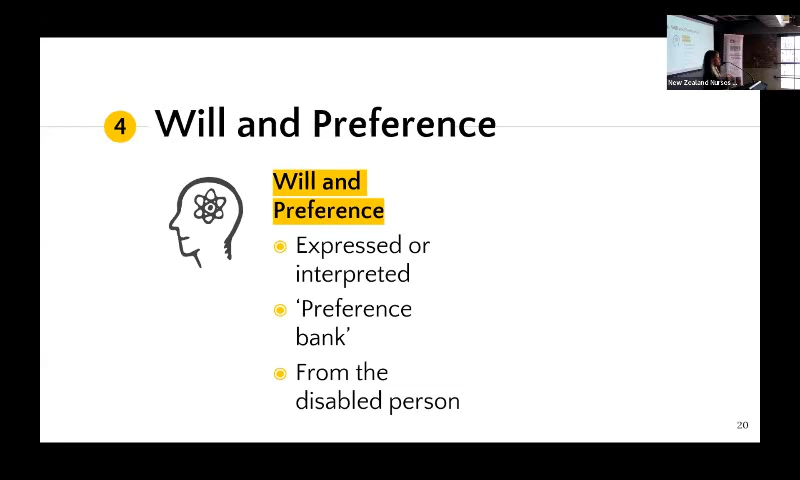 New Zealand Nurses ...
4 Will and Preference
Will and
Preference
Expressed or
interpreted
‘Preference
bank’
From the
disabled person
20